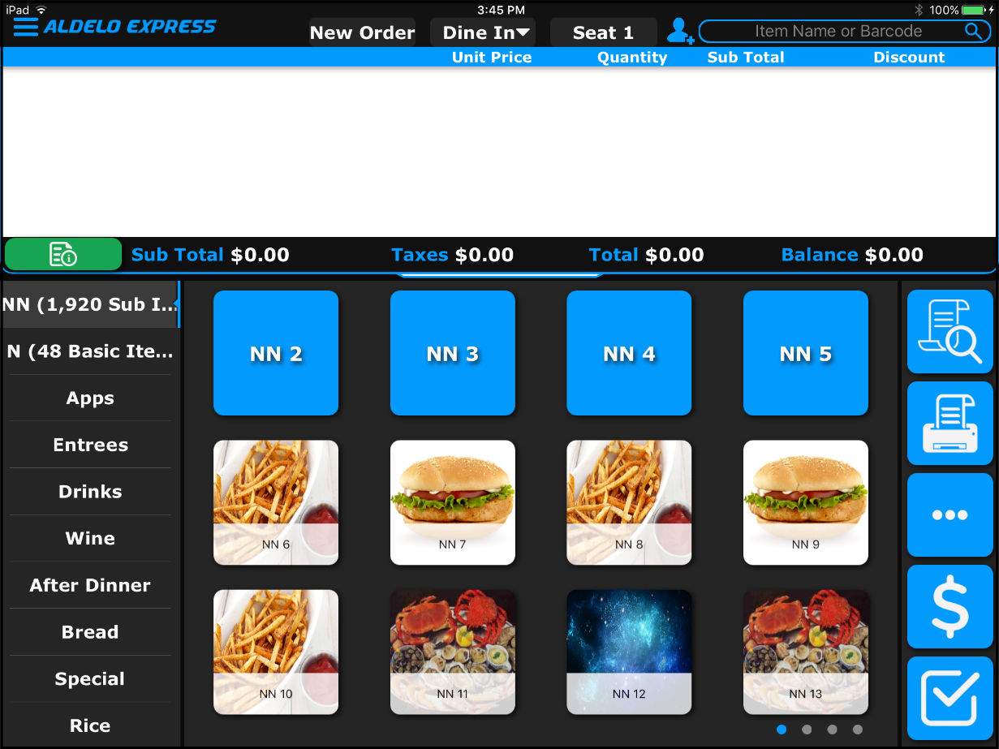 iPad 3:45 PM 100%
ALDELO EXPRESS New Order Dine In Seat 1 Item Name or Barcode
Unit Price Quantity Sub Total Discount
Sub Total $0.00 Taxes $0.00 Total $0.00 Balance $0.00
NN (1,920 Sub I...
N (48 Basic Ite...
Apps
Entrees
Drinks
Wine
After Dinner
Bread
Special
Rice
NN 2 NN 3 NN 4 NN 5
NN 6 NN 7 NN 8 NN 9
NN 10 NN 11 NN 12 NN 13
$